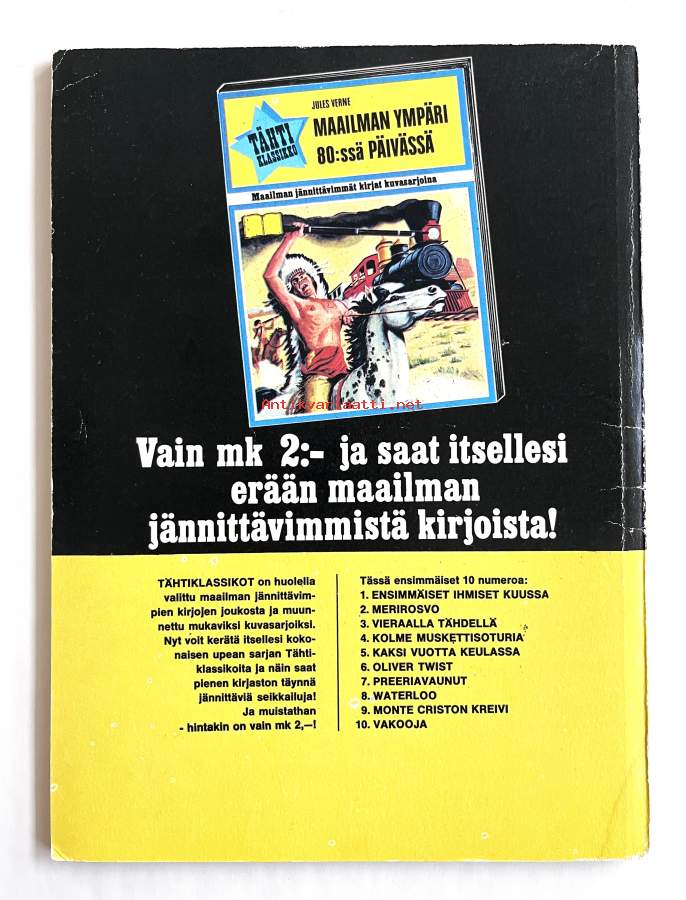 JULES VERNE
TÄHTI
KLASSIKKO
MAAILMAN YMPÄRI
80:ssä PÄIVÄSSÄ
Maailman jännittävimmät kirjat kuvasarjoina
Antikvariaatti.net
Vain mk 2:- ja saat itsellesi
erään maailman
jännittävimmistä kirjoista!
TÄHTIKLASSIKOT on huolella
valittu maailman jännittävim-
pien kirjojen joukosta ja muun-
nettu mukaviksi kuvasarjoiksi.
Nyt voit kerätä itsellesi koko-
naisen upean sarjan Tähti-
klassikoita ja näin saat
pienen kirjaston täynnä
jännittäviä seikkailuja!
Ja muistathan
- hintakin on vain mk 2,—!
Tässä ensimmäiset 10 numeroa:
1. ENSIMMÄISET IHMISET KUUSSA
2. MERIROSVO
3. VIERAALLA TÄHDELLÄ
4. KOLME MUSKETTISOTURIA
5. KAKSI VUOTTA KEULASSA
6. OLIVER TWIST
7. PREERIAVAUNUT
8. WATERLOO
9. MONTE CRISTON KREIVI
10. VAKOOJA